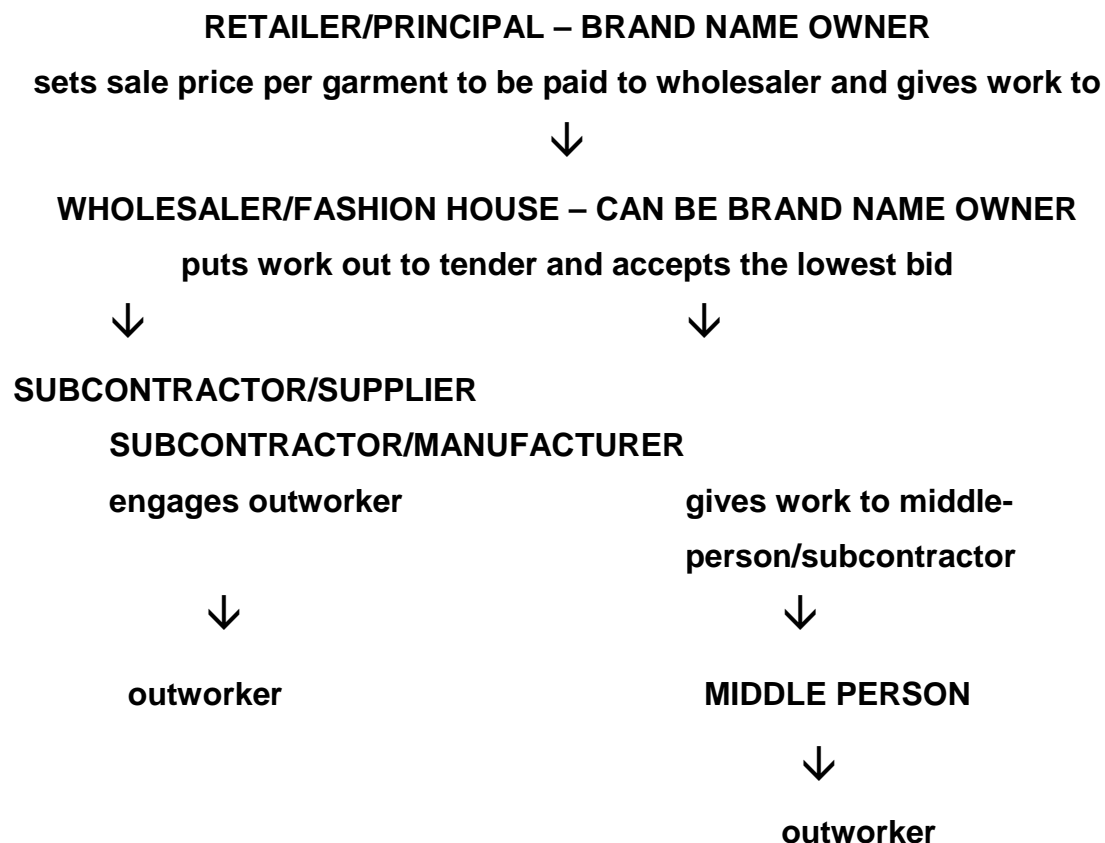 RETAILER/PRINCIPAL – BRAND NAME OWNER
sets sale price per garment to be paid to wholesaler and gives work to
↓
WHOLESALER/FASHION HOUSE – CAN BE BRAND NAME OWNER
puts work out to tender and accepts the lowest bid
↓ ↓
SUBCONTRACTOR/SUPPLIER
SUBCONTRACTOR/MANUFACTURER
engages outworker gives work to middle-
person/subcontractor
↓ ↓
outworker MIDDLE PERSON
↓
outworker